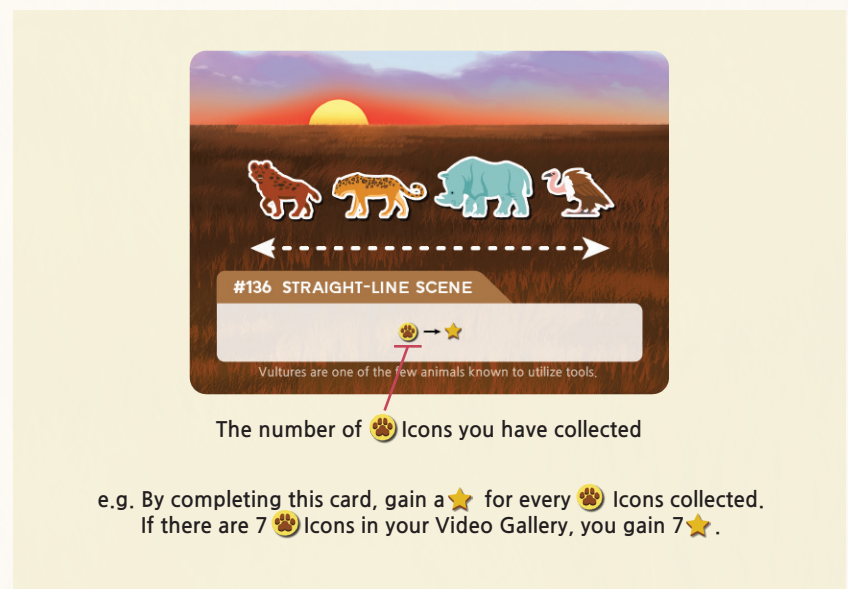 #136 STRAIGHT-LINE SCENE
Vultures are one of the few animals known to utilize tools.
The number of Icons you have collected
e.g. By completing this card, gain a for every Icons collected.
If there are 7 Icons in your Video Gallery, you gain 7 .